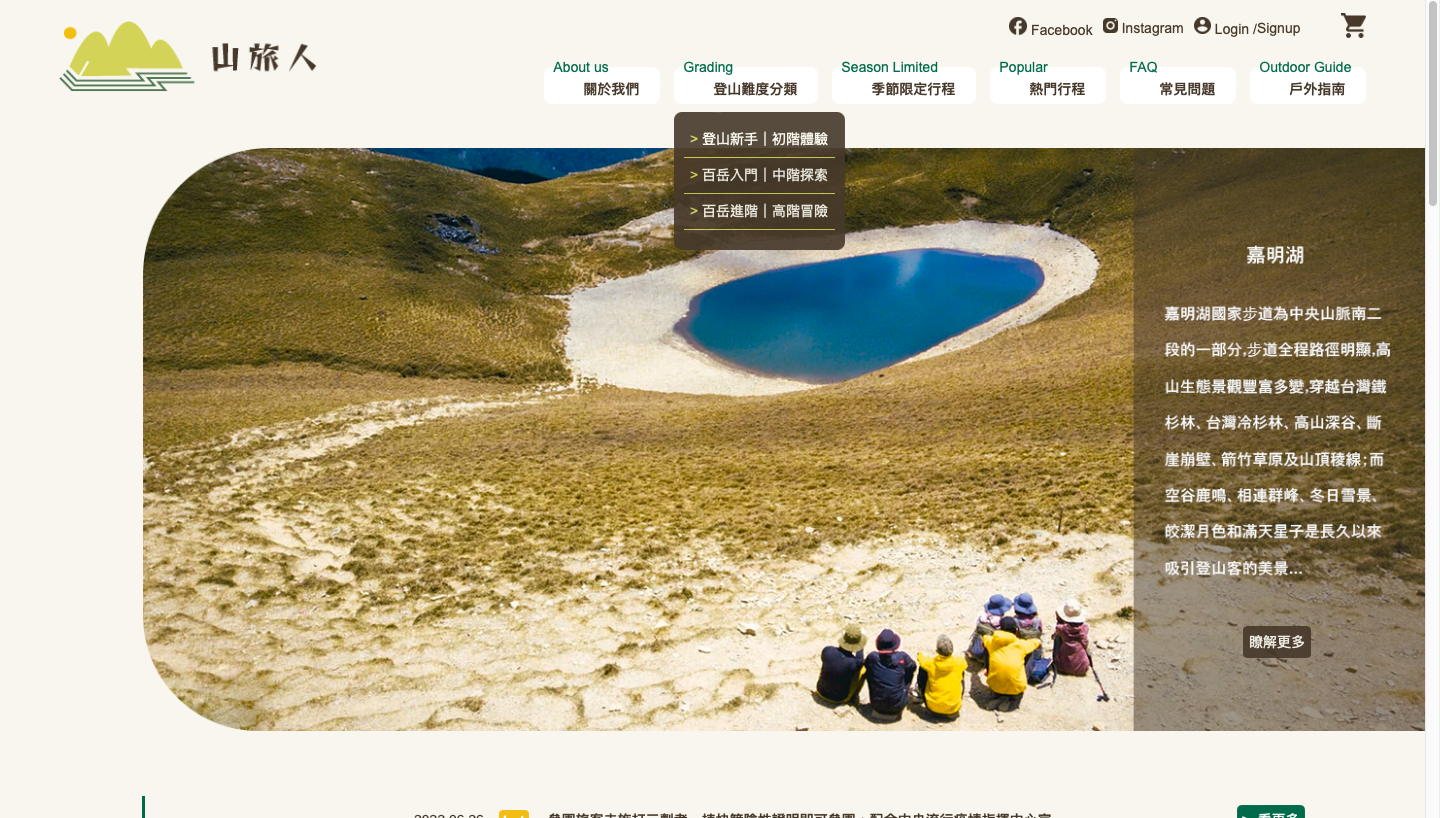 山旅人
Facebook
Instagram
Login /Signup
About us
關於我們
Grading
登山難度分類
Season Limited
季節限定行程
Popular
熱門行程
FAQ
常見問題
Outdoor Guide
戶外指南
> 登山新手｜初階體驗
> 百岳入門｜中階探索
> 百岳進階｜高階冒險
嘉明湖
嘉明湖國家步道為中央山脈南二
段的一部分,步道全程路徑明顯,高
山生態景觀豐富多變,穿越台灣鐵
杉林、台灣冷杉林、高山深谷、斷
崖崩壁、箭竹草原及山頂稜線;而
空谷鹿鳴、相連群峰、冬日雪景、
皎潔月色和滿天星子是長久以來
吸引登山客的美景...
瞭解更多